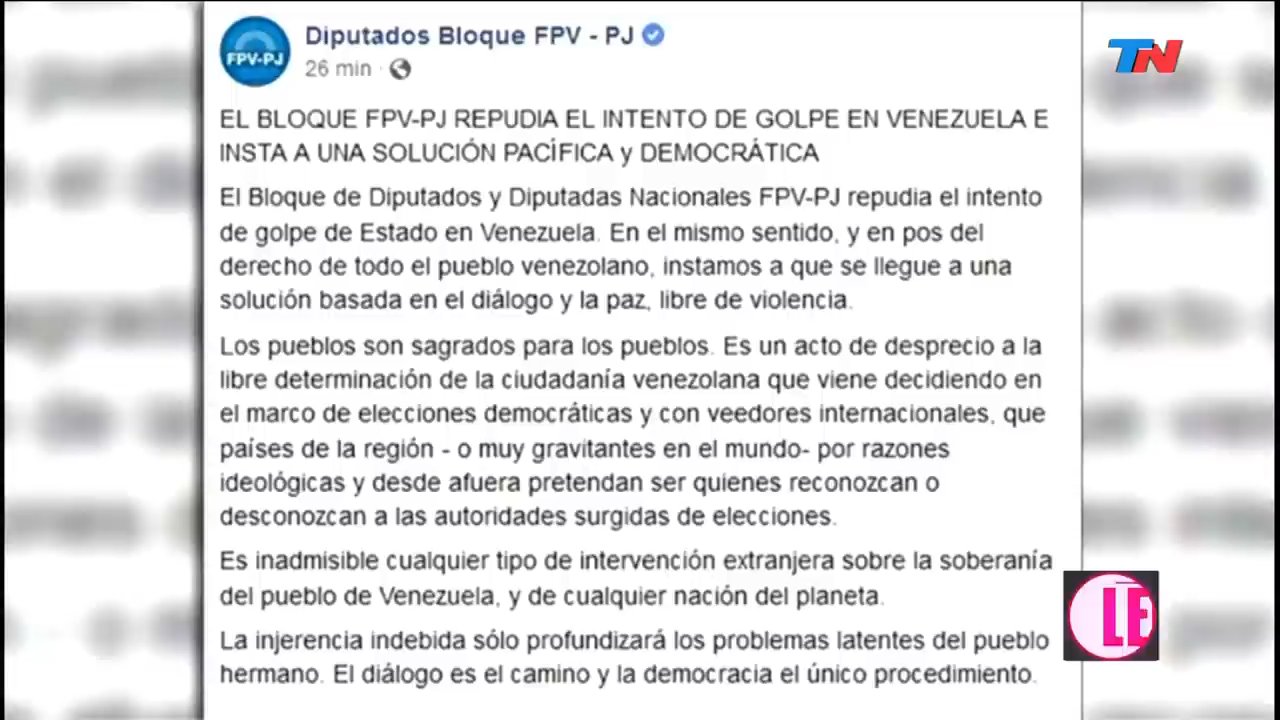 Diputados Bloque FPV - PJ
FPV-PJ
26 min ·
TN
EL BLOQUE FPV-PJ REPUDIA EL INTENTO DE GOLPE EN VENEZUELA E
INSTA A UNA SOLUCIÓN PACÍFICA y DEMOCRÁTICA
El Bloque de Diputados y Diputadas Nacionales FPV-PJ repudia el intento
de golpe de Estado en Venezuela. En el mismo sentido, y en pos del
derecho de todo el pueblo venezolano, instamos a que se llegue a una
solución basada en el diálogo y la paz, libre de violencia.
Los pueblos son sagrados para los pueblos. Es un acto de desprecio a la
libre determinación de la ciudadanía venezolana que viene decidiendo en
el marco de elecciones democráticas y con veedores internacionales, que
países de la región - o muy gravitantes en el mundo- por razones
ideológicas y desde afuera pretendan ser quienes reconozcan o
desconozcan a las autoridades surgidas de elecciones.
Es inadmisible cualquier tipo de intervención extranjera sobre la soberanía
del pueblo de Venezuela, y de cualquier nación del planeta.
La injerencia indebida sólo profundizará los problemas latentes del pueblo
hermano. El diálogo es el camino y la democracia el único procedimiento.
LE